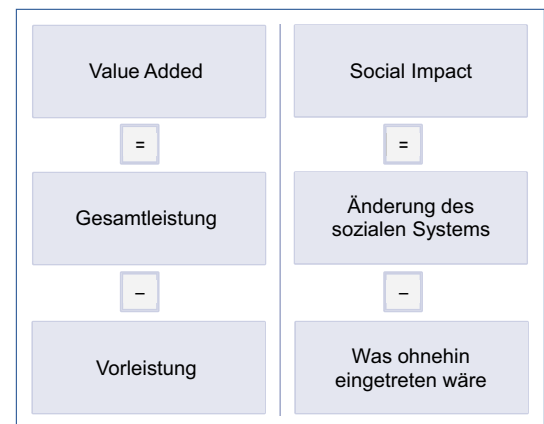 Value Added
=
Gesamtleistung
–
Vorleistung
Social Impact
=
Änderung des
sozialen Systems
–
Was ohnehin
eingetreten wäre